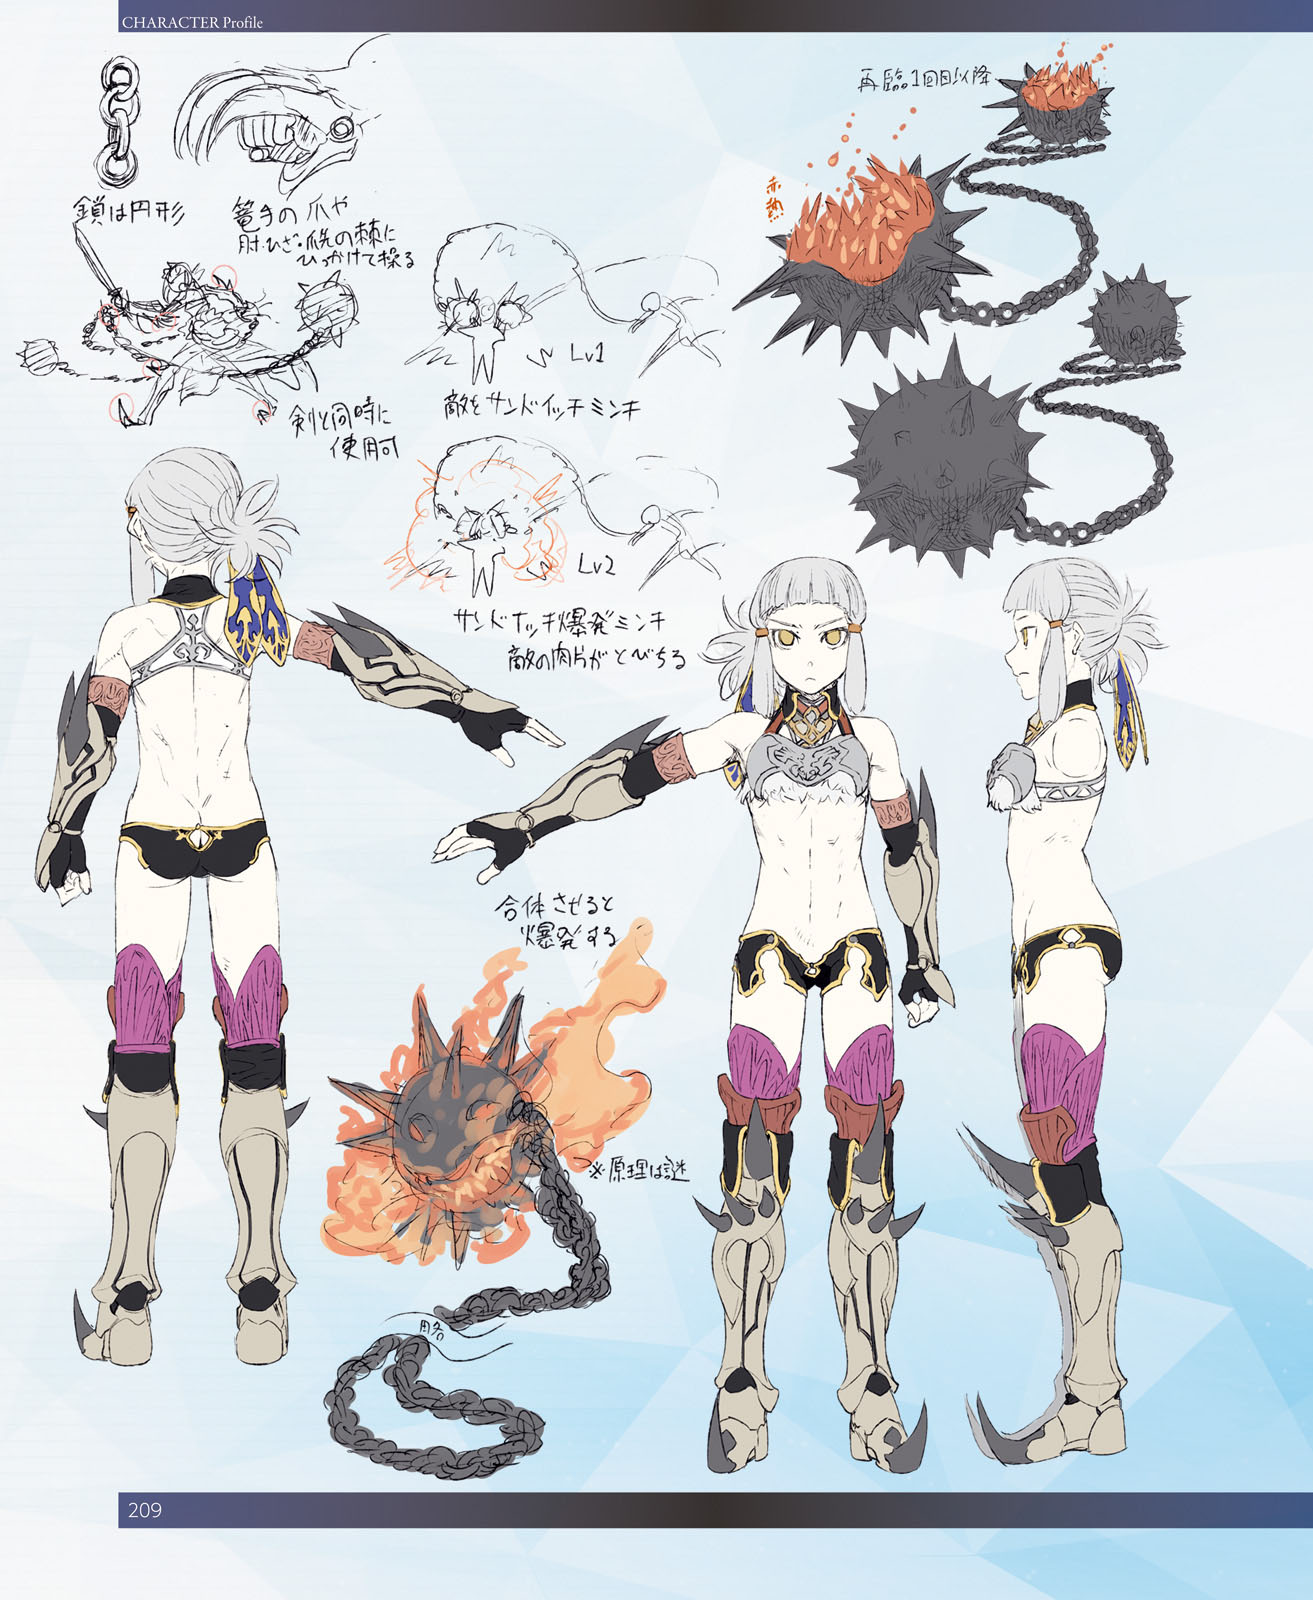 CHARACTER Profile
鎖は円形
篭手の爪や
肘・ひざ・爪先の棘に
ひっかけて操る
剣と同時に
使用可
Lv1
敵をサンドイッチミンチ
Lv2
サンドイッチ爆発ミンチ
敵の肉片がとびちる
再臨1回目以降
赤熱
合体させると
爆発する
※原理は謎
略
209